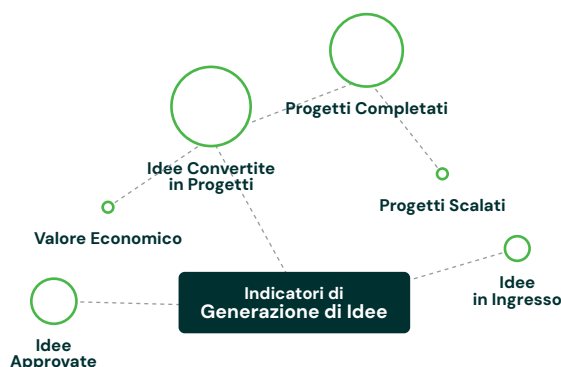 Progetti Completati
Idee Convertite
in Progetti
Progetti Scalati
Valore Economico
Idee
in Ingresso
Indicatori di
Generazione di Idee
Idee
Approvate